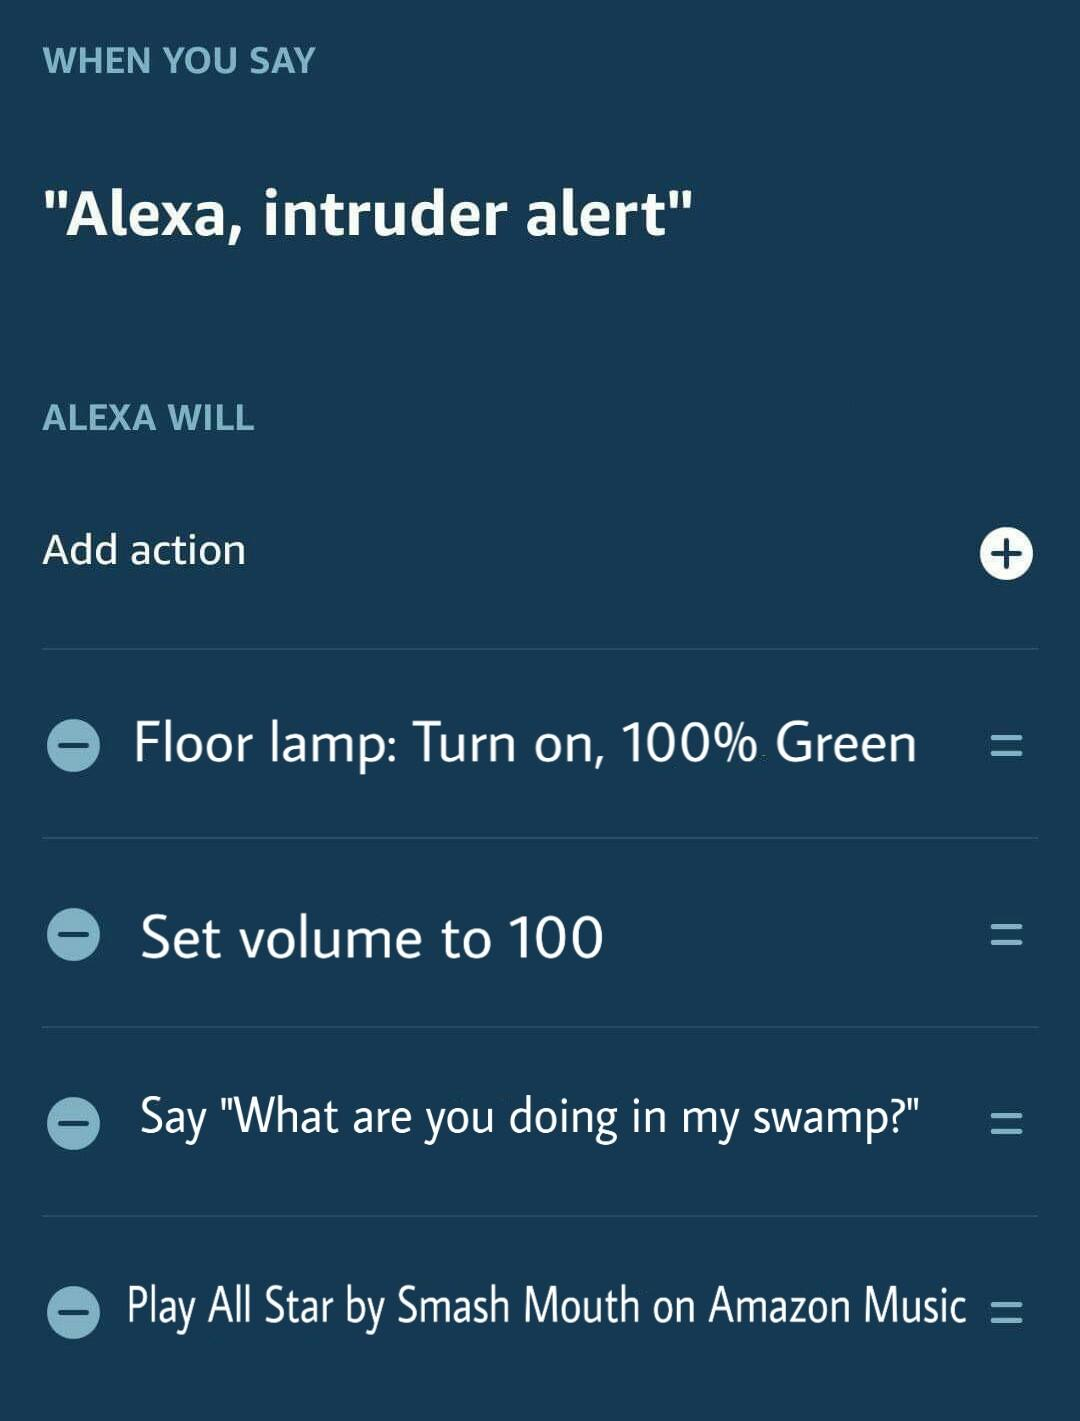 WHEN YOU SAY
"Alexa, intruder alert"
ALEXA WILL
Add action
Floor lamp: Turn on, 100% Green
Set volume to 100
Say "What are you doing in my swamp?"
Play All Star by Smash Mouth on Amazon Music